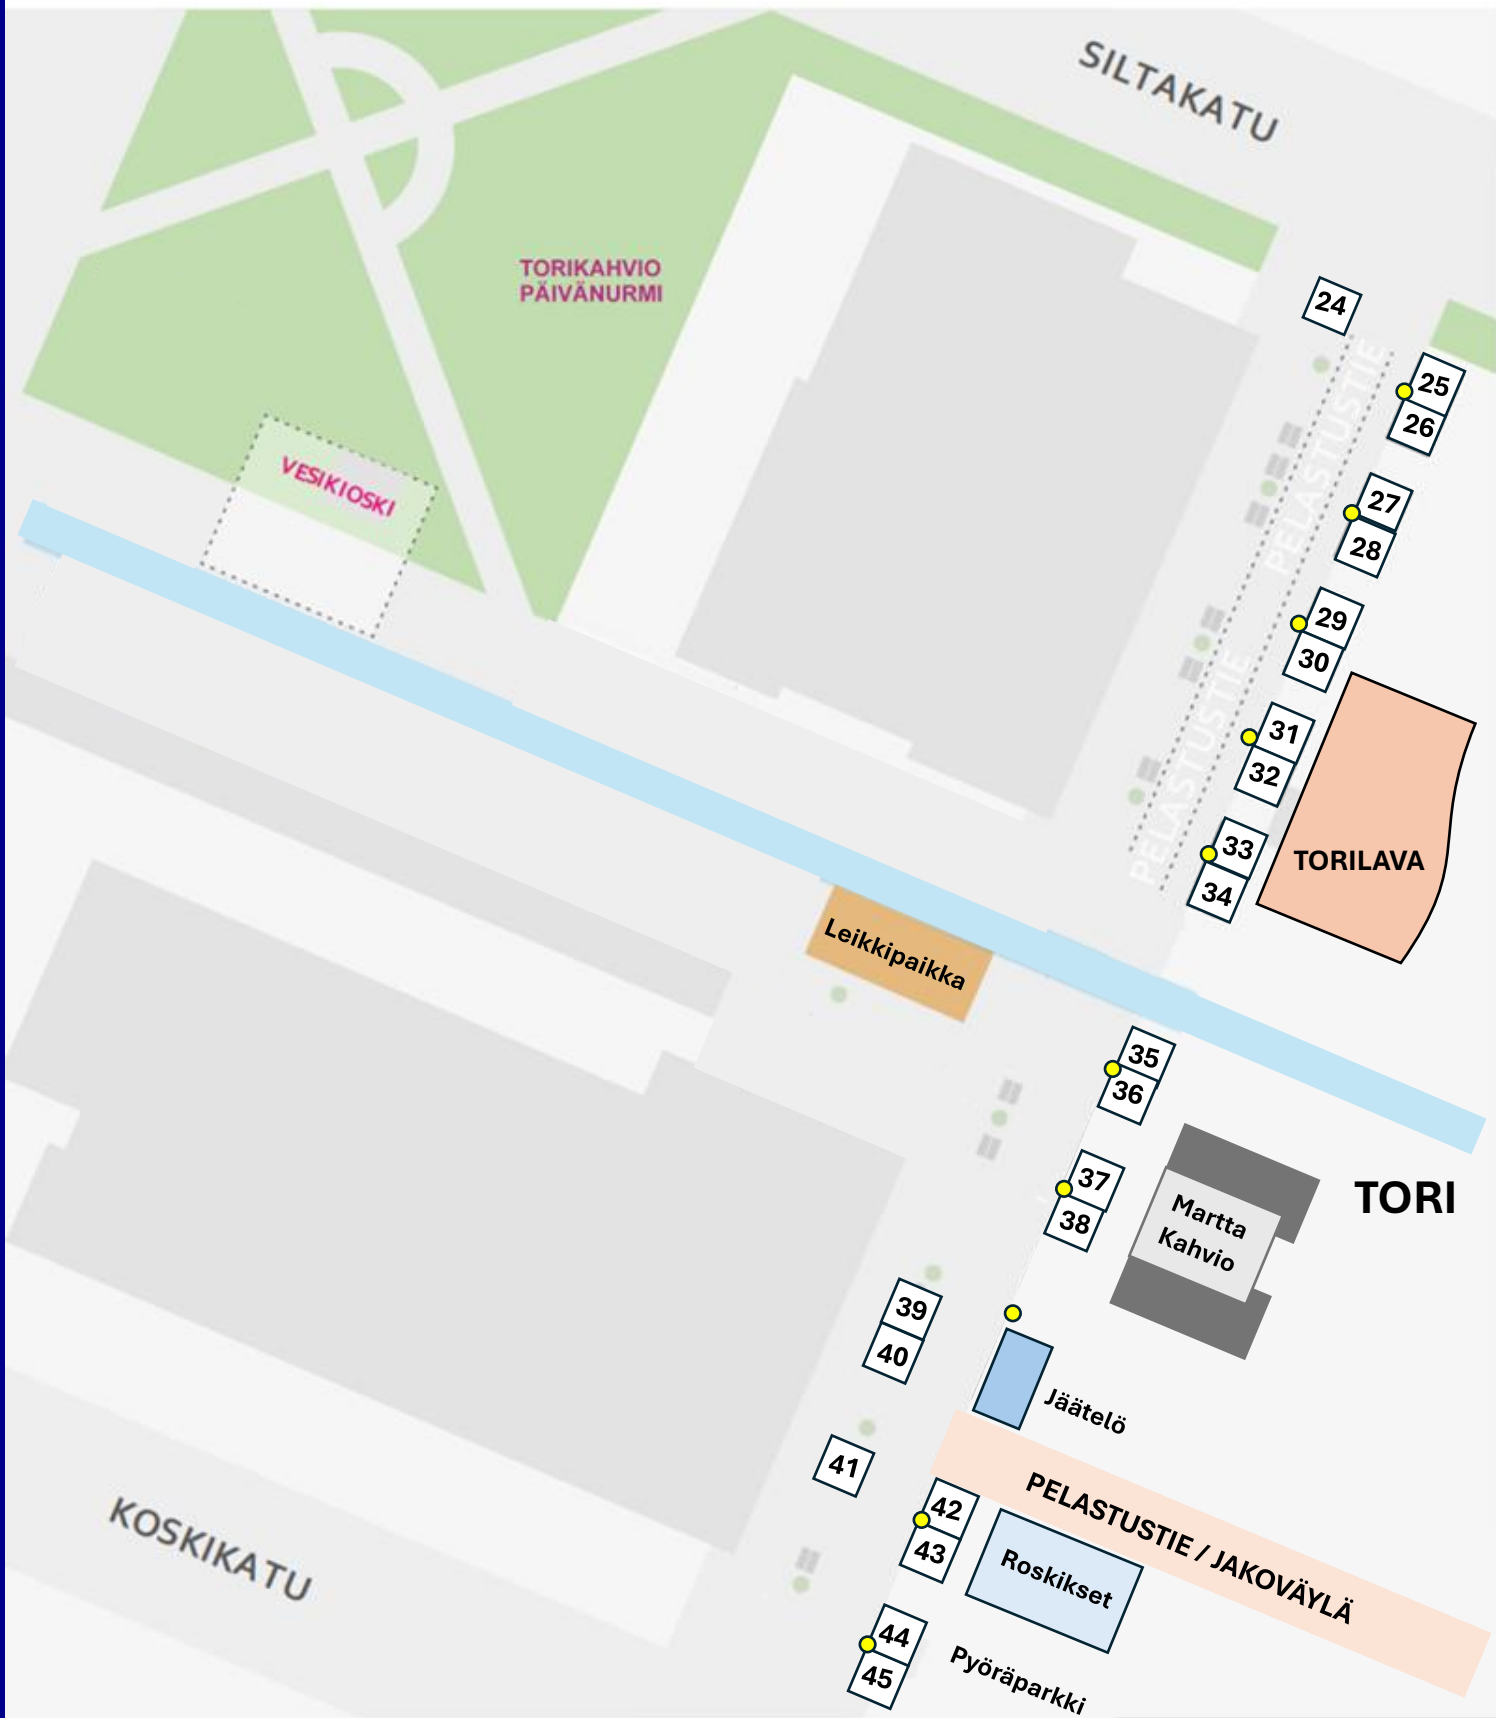 SILTAKATU
TORIKAHVIO
PÄIVÄNURMI
24
PELASTUSTIE
25
26
VESIKIOSKI
27
PELASTUSTIE
28
29
30
PELASTUSTIE
31
32
33
TORILAVA
34
PELASTUSTIE
Leikkipaikka
35
36
37
TORI
38
Martta
Kahvio
39
40
Jäätelö
41
42
PELASTUSTIE / JAKOVÄYLÄ
43
Roskikset
KOSKIKATU
44
45
Pyöräparkki